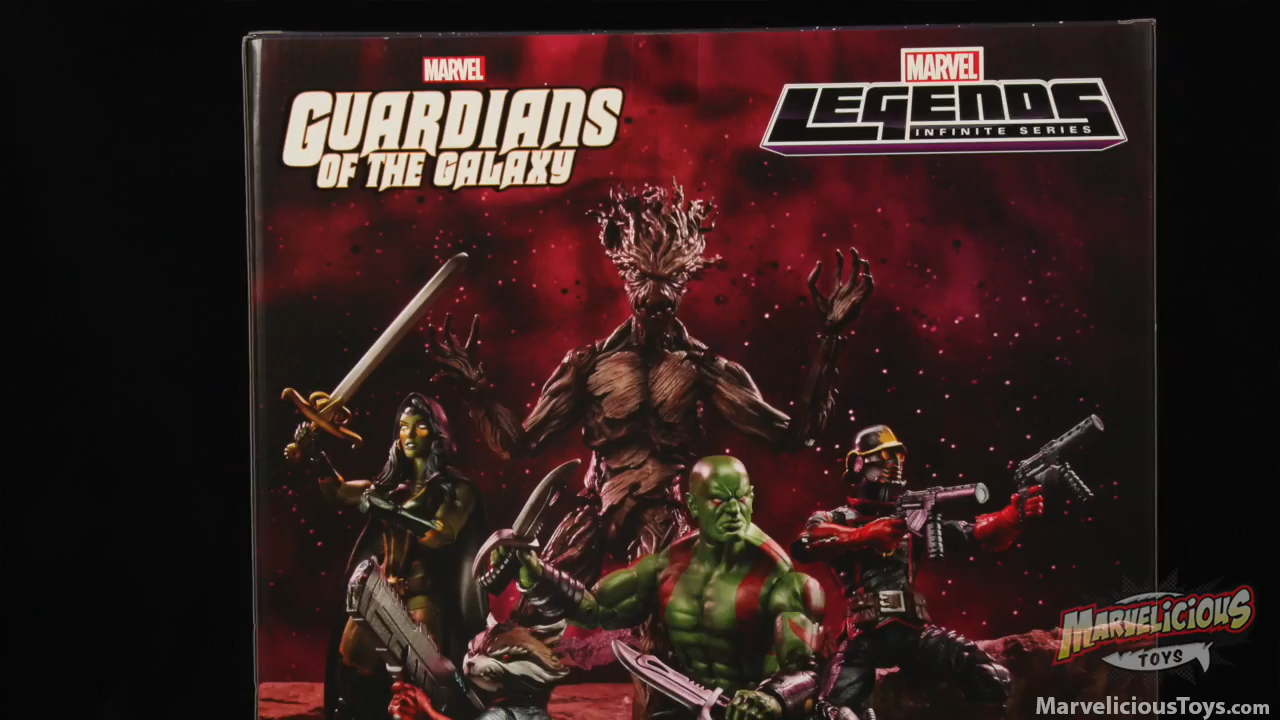 MARVEL
GUARDIANS
OF THE GALAXY
MARVEL
LEGENDS
INFINITE SERIES
MARVELICIOUS
TOYS
MarveliciousToys.com